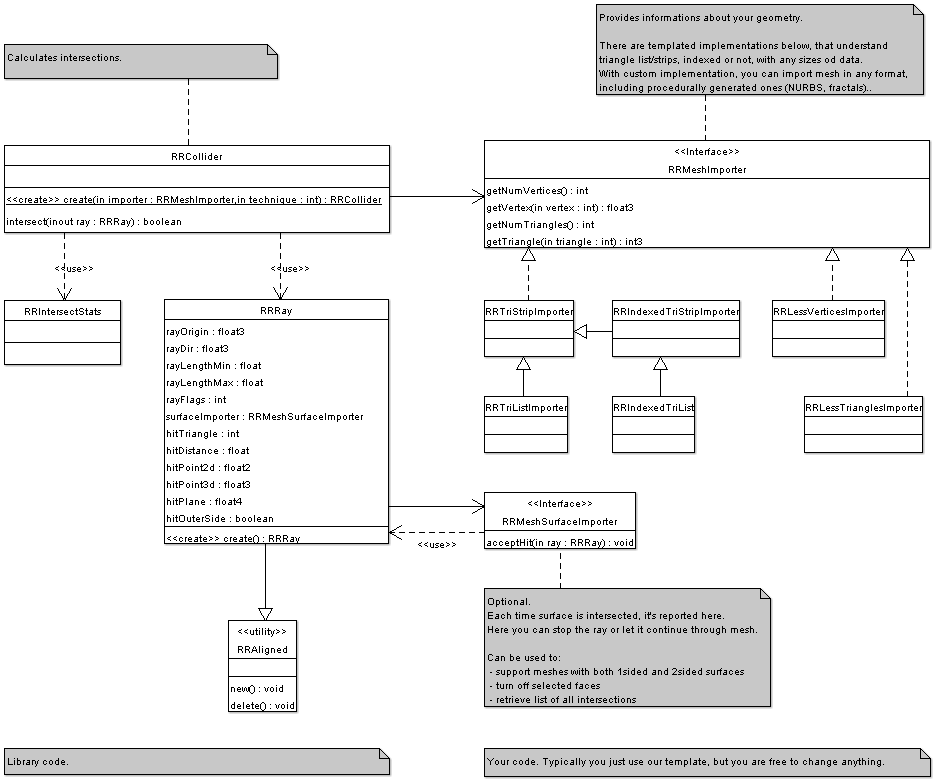 Provides informations about your geometry.
There are templated implementations below, that understand
triangle list/strips, indexed or not, with any sizes od data.
With custom implementation, you can import mesh in any format,
including procedurally generated ones (NURBS, fractals)..
Calculates intersections.
RRCollider
<<create>> create(in importer : RRMeshImporter,in technique : int) : RRCollider
intersect(inout ray : RRRay) : boolean
<<Interface>>
RRMeshImporter
getNumVertices() : int
getVertex(in vertex : int) : float3
getNumTriangles() : int
getTriangle(in triangle : int) : int3
<<use>>
<<use>>
RRIntersectStats
RRRay
rayOrigin : float3
rayDir : float3
rayLengthMin : float
rayLengthMax : float
rayFlags : int
surfaceImporter : RRMeshSurfaceImporter
hitTriangle : int
hitDistance : float
hitPoint2d : float2
hitPoint3d : float3
hitPlane : float4
hitOuterSide : boolean
<<create>> create() : RRRay
RRTriStripImporter
RRIndexedTriStripImporter
RRLessVerticesImporter
RRTriListImporter
RRIndexedTriList
RRLessTrianglesImporter
<<Interface>>
RRMeshSurfaceImporter
acceptHit(in ray : RRRay) : void
<<use>>
Optional.
Each time surface is intersected, it's reported here.
Here you can stop the ray or let it continue through mesh.
Can be used to:
- support meshes with both 1sided and 2sided surfaces
- turn off selected faces
- retrieve list of all intersections
<<utility>>
RRAligned
new() : void
delete() : void
Library code.
Your code. Typically you just use our template, but you are free to change anything.